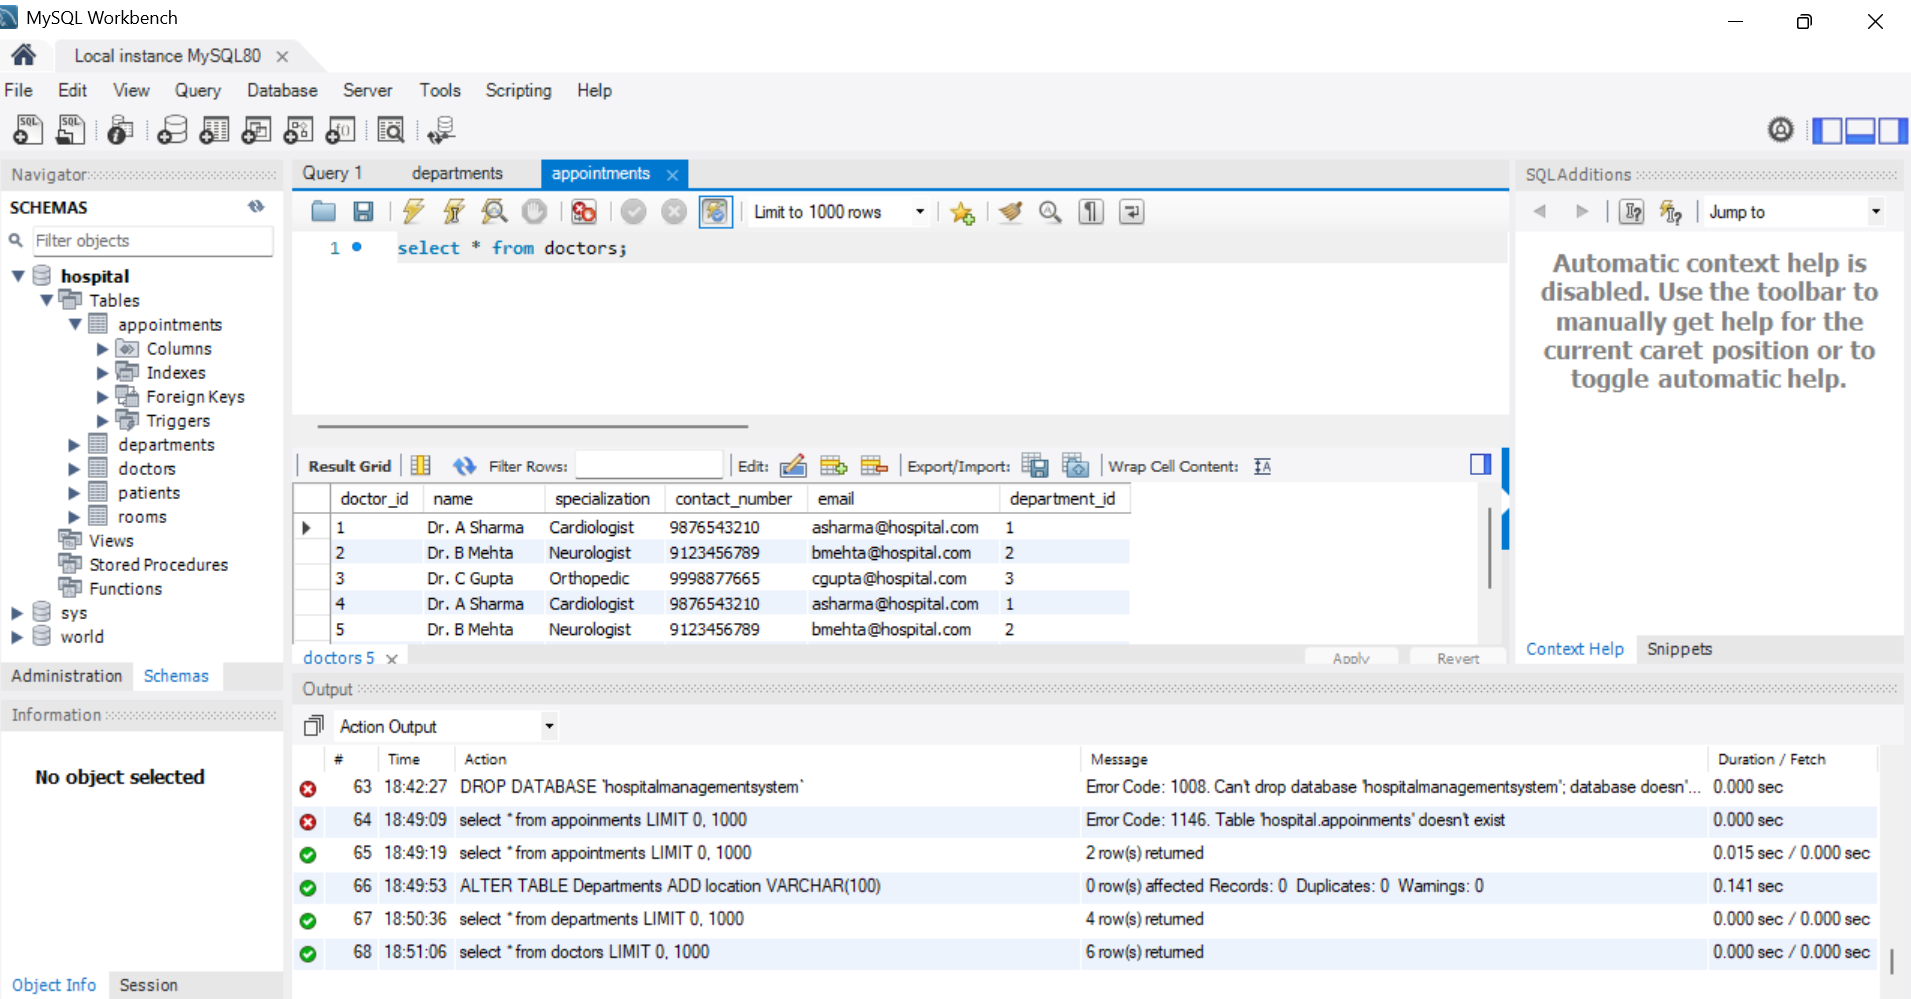 MySQL Workbench
Local instance MySQL80
File Edit View Query Database Server Tools Scripting Help
Navigator
SCHEMAS
Filter objects
hospital
Tables
appointments
Columns
Indexes
Foreign Keys
Triggers
departments
doctors
patients
rooms
Views
Stored Procedures
Functions
sys
world
Administration Schemas
Information
No object selected
Object Info Session
Query 1 departments appointments
Limit to 1000 rows
1 select * from doctors;
Result Grid Filter Rows: Edit: Export/Import: Wrap Cell Content:
doctor_id name specialization contact_number email department_id
1 Dr. A Sharma Cardiologist 9876543210 asharma@hospital.com 1
2 Dr. B Mehta Neurologist 9123456789 bmehta@hospital.com 2
3 Dr. C Gupta Orthopedic 9998877665 cgupta@hospital.com 3
4 Dr. A Sharma Cardiologist 9876543210 asharma@hospital.com 1
5 Dr. B Mehta Neurologist 9123456789 bmehta@hospital.com 2
doctors 5 Apply Revert
SQLAdditions
Jump to
Automatic context help is
disabled. Use the toolbar to
manually get help for the
current caret position or to
toggle automatic help.
Context Help Snippets
Output
Action Output
# Time Action Message Duration / Fetch
63 18:42:27 DROP DATABASE `hospitalmanagementsystem` Error Code: 1008. Can't drop database 'hospitalmanagementsystem'; database doesn'... 0.000 sec
64 18:49:09 select * from appoinments LIMIT 0, 1000 Error Code: 1146. Table 'hospital.appoinments' doesn't exist 0.000 sec
65 18:49:19 select * from appointments LIMIT 0, 1000 2 row(s) returned 0.015 sec / 0.000 sec
66 18:49:53 ALTER TABLE Departments ADD location VARCHAR(100) 0 row(s) affected Records: 0 Duplicates: 0 Warnings: 0 0.141 sec
67 18:50:36 select * from departments LIMIT 0, 1000 4 row(s) returned 0.000 sec / 0.000 sec
68 18:51:06 select * from doctors LIMIT 0, 1000 6 row(s) returned 0.000 sec / 0.000 sec